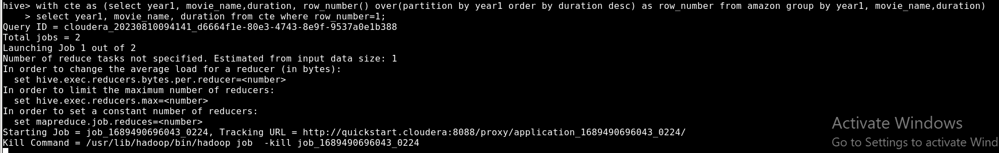 hive> with cte as (select year1, movie_name,duration, row_number() over(partition by year1 order by duration desc) as row_number from amazon group by year1, movie_name,duration)
    > select year1, movie_name, duration from cte where row_number=1;
Query ID = cloudera_20230810094141_d6664f1e-80e3-4743-8e9f-9537a0e1b388
Total jobs = 2
Launching Job 1 out of 2
Number of reduce tasks not specified. Estimated from input data size: 1
In order to change the average load for a reducer (in bytes):
  set hive.exec.reducers.bytes.per.reducer=<number>
In order to limit the maximum number of reducers:
  set hive.exec.reducers.max=<number>
In order to set a constant number of reducers:
  set mapreduce.job.reduces=<number>
Starting Job = job_1689490696043_0224, Tracking URL = http://quickstart.cloudera:8088/proxy/application_1689490696043_0224/
Kill Command = /usr/lib/hadoop/bin/hadoop job  -kill job_1689490696043_0224
Activate Windows
Go to Settings to activate Wind